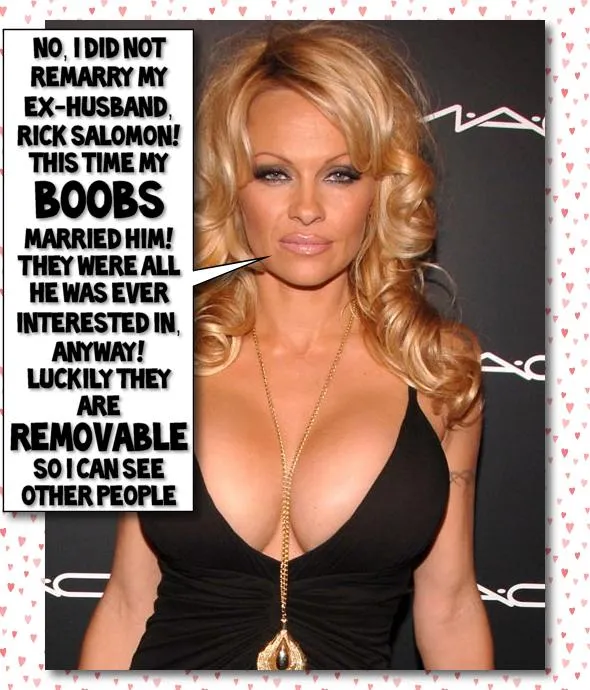 NO, I DID NOT
REMARRY MY
EX-HUSBAND,
RICK SALOMON!
THIS TIME MY
BOOBS
MARRIED HIM!
THEY WERE ALL
HE WAS EVER
INTERESTED IN,
ANYWAY!
LUCKILY THEY
ARE
REMOVABLE
SO I CAN SEE
OTHER PEOPLE
MAC